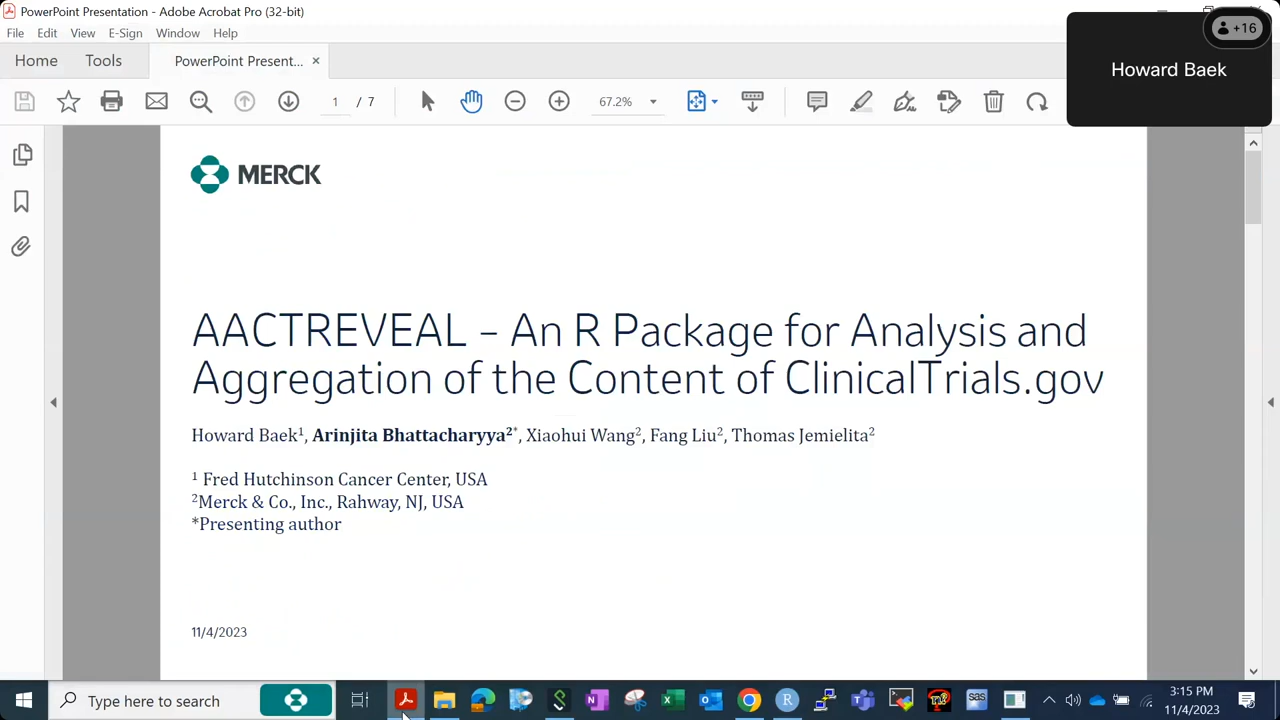 PowerPoint Presentation - Adobe Acrobat Pro (32-bit)
File Edit View E-Sign Window Help
+16
Howard Baek
Home Tools PowerPoint Present... ×
1 / 7 67.2%
MERCK
AACTREVEAL – An R Package for Analysis and
Aggregation of the Content of ClinicalTrials.gov
Howard Baek¹, Arinjita Bhattacharyya²*, Xiaohui Wang², Fang Liu², Thomas Jemielita²
¹ Fred Hutchinson Cancer Center, USA
²Merck & Co., Inc., Rahway, NJ, USA
*Presenting author
11/4/2023
Type here to search
3:15 PM
11/4/2023